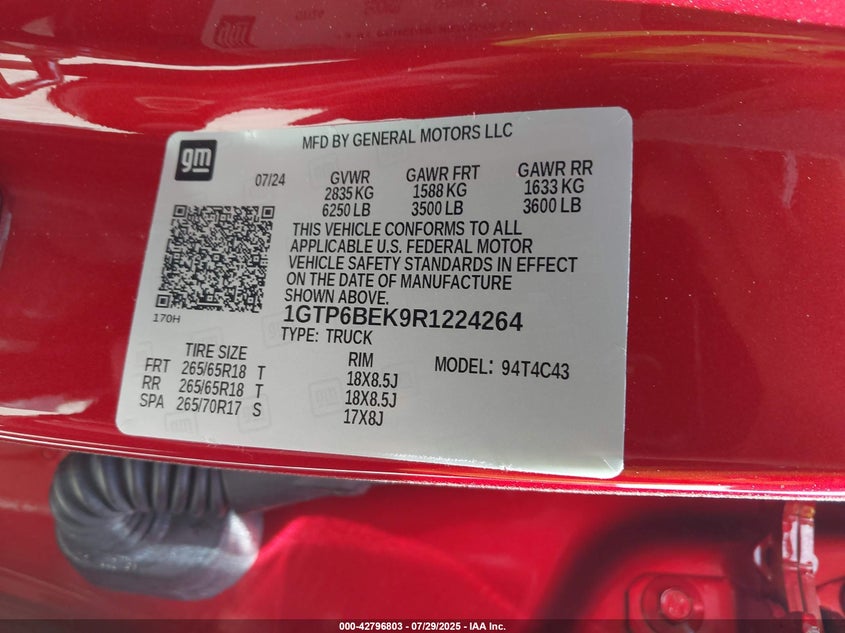 MFD BY GENERAL MOTORS LLC
gm
07/24
GVWR GAWR FRT GAWR RR
2835 KG 1588 KG 1633 KG
6250 LB 3500 LB 3600 LB
THIS VEHICLE CONFORMS TO ALL
APPLICABLE U.S. FEDERAL MOTOR
VEHICLE SAFETY STANDARDS IN EFFECT
ON THE DATE OF MANUFACTURE
SHOWN ABOVE.
170H
1GTP6BEK9R1224264
TYPE: TRUCK
TIRE SIZE RIM MODEL: 94T4C43
FRT 265/65R18 T 18X8.5J
RR 265/65R18 T 18X8.5J
SPA 265/70R17 S 17X8J
000-42796803 / 07/29/2025 - IAA Inc.